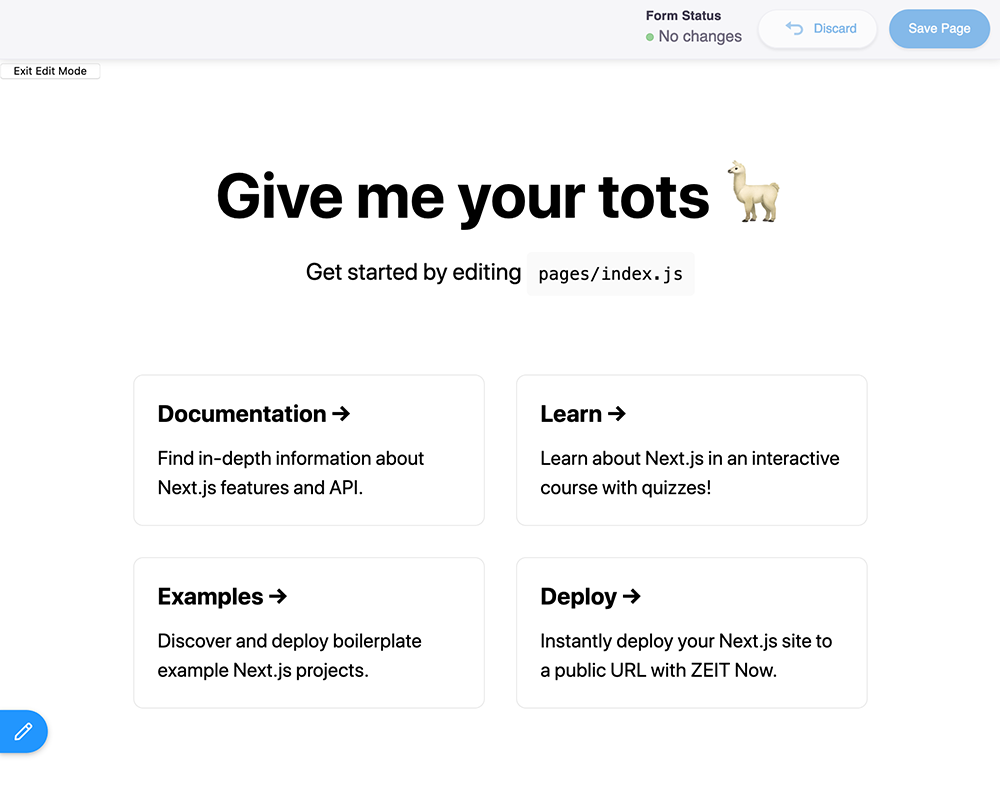 Form Status
No changes
Discard
Save Page
Exit Edit Mode
Give me your tots 🦙
Get started by editing pages/index.js
Documentation →
Find in-depth information about
Next.js features and API.
Learn →
Learn about Next.js in an interactive
course with quizzes!
Examples →
Discover and deploy boilerplate
example Next.js projects.
Deploy →
Instantly deploy your Next.js site to
a public URL with ZEIT Now.